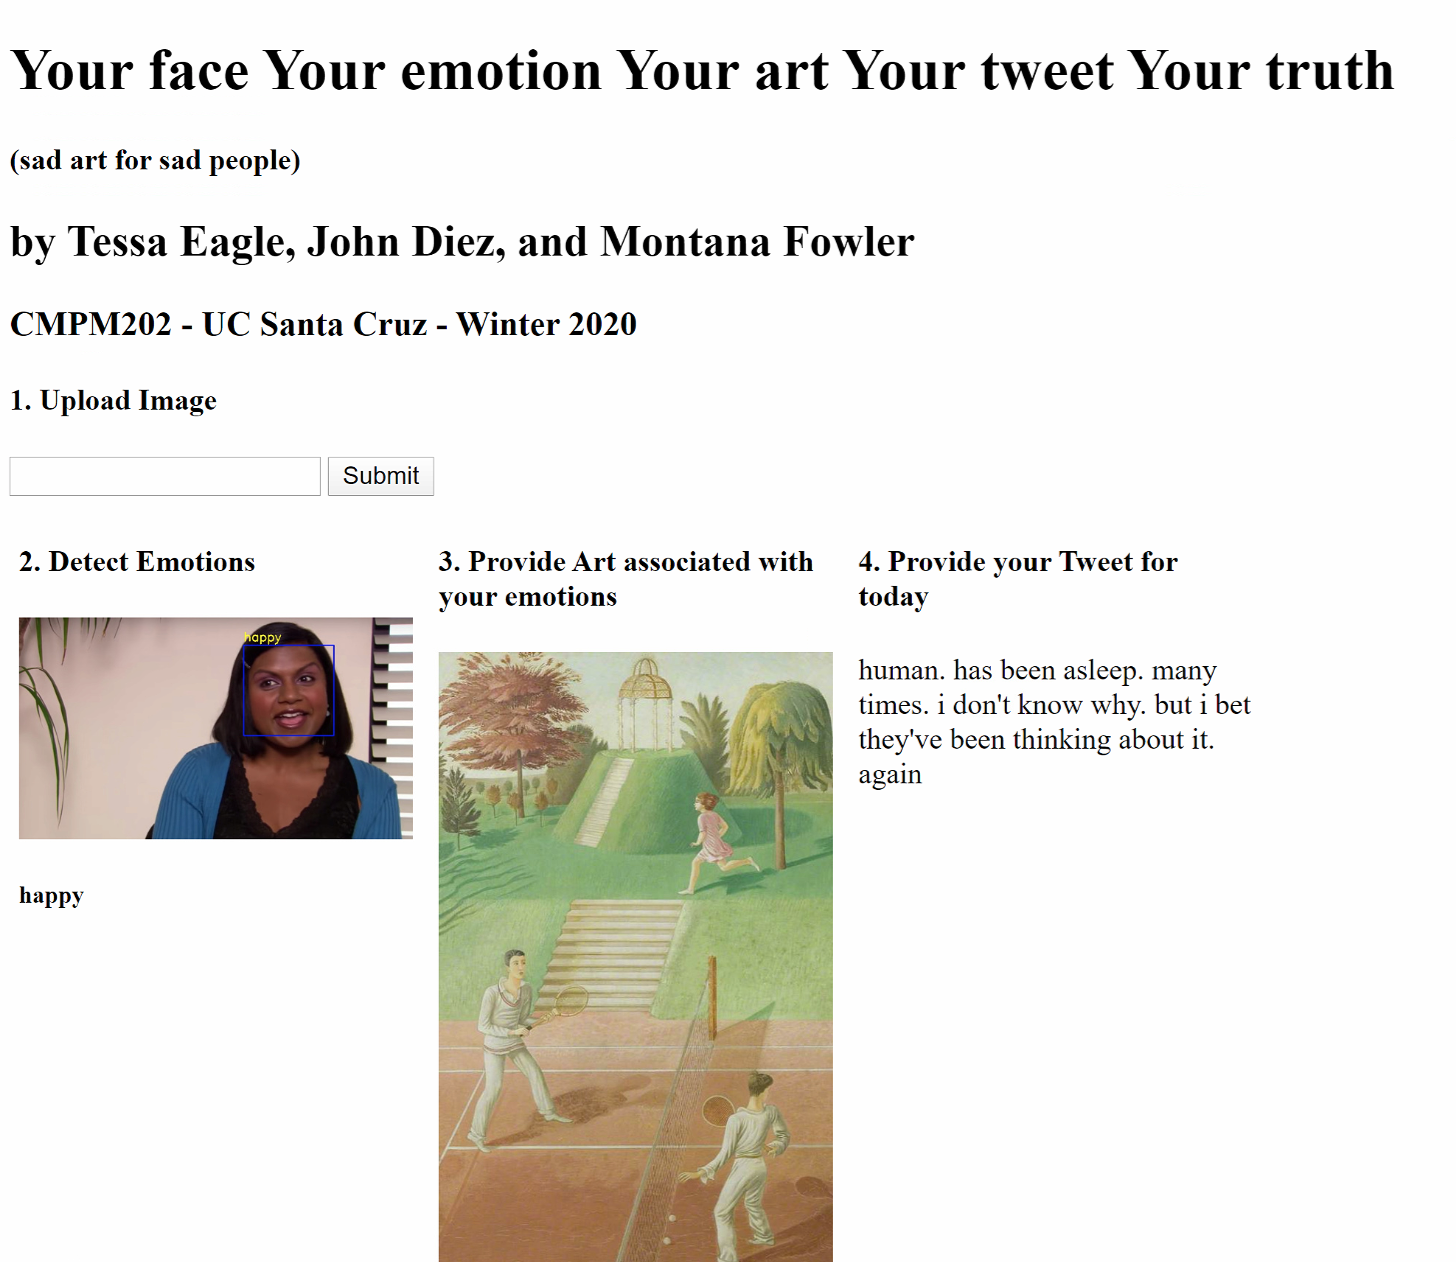 Your face Your emotion Your art Your tweet Your truth
(sad art for sad people)
by Tessa Eagle, John Diez, and Montana Fowler
CMPM202 - UC Santa Cruz - Winter 2020
1. Upload Image
Submit
2. Detect Emotions
happy
happy
3. Provide Art associated with
your emotions
4. Provide your Tweet for
today
human. has been asleep. many
times. i don't know why. but i bet
they've been thinking about it.
again